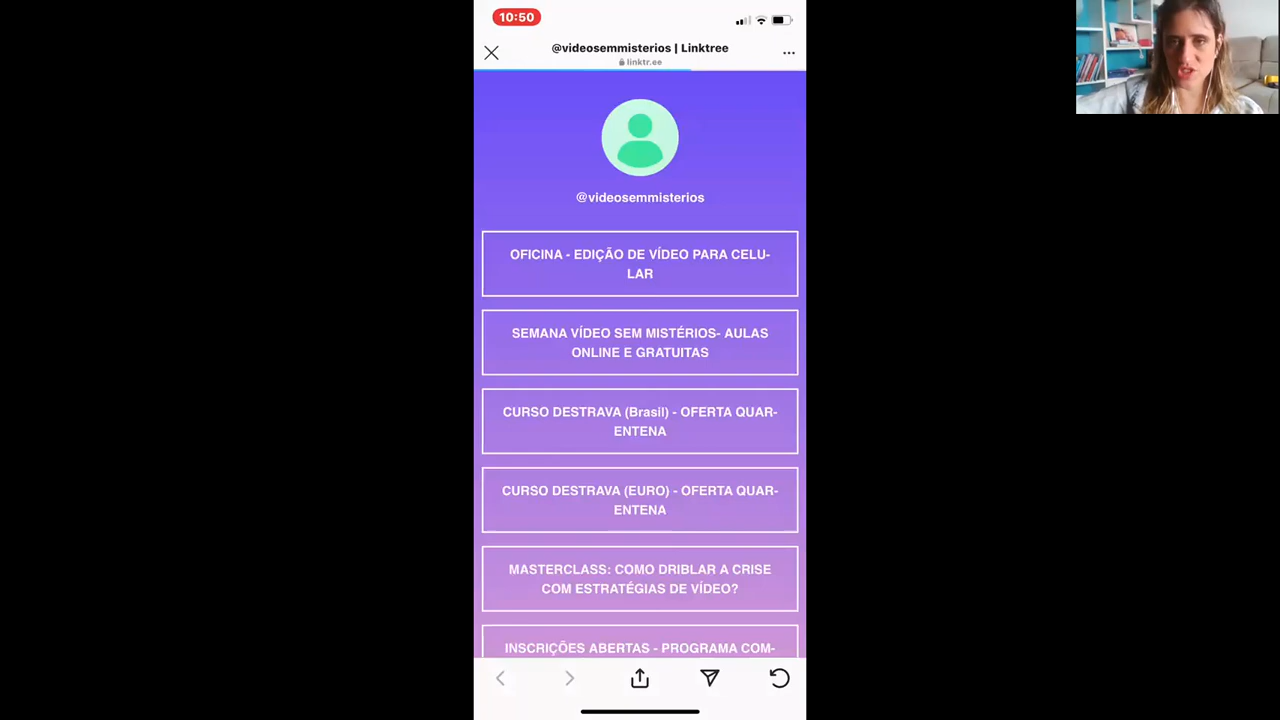 10:50
@videosemmisterios | Linktree
linktr.ee
@videosemmisterios
OFICINA - EDIÇÃO DE VÍDEO PARA CELU-
LAR
SEMANA VÍDEO SEM MISTÉRIOS- AULAS
ONLINE E GRATUITAS
CURSO DESTRAVA (Brasil) - OFERTA QUAR-
ENTENA
CURSO DESTRAVA (EURO) - OFERTA QUAR-
ENTENA
MASTERCLASS: COMO DRIBLAR A CRISE
COM ESTRATÉGIAS DE VÍDEO?
INSCRIÇÕES ABERTAS - PROGRAMA COM-